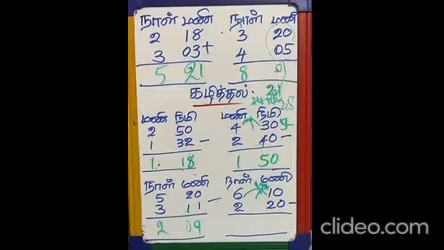 நாள் மணி நாள் மணி
2 18 3 20
3 03+ 4 05
5 21 8 01
கழித்தல்
மணி நிமி மணி நிமி
2 50 4 30
1 32 - 2 40 -
1 18 1 50
நாள் மணி நாள் மணி
5 20 6 10
3 11 - 2 20 -
2 09
clideo.com